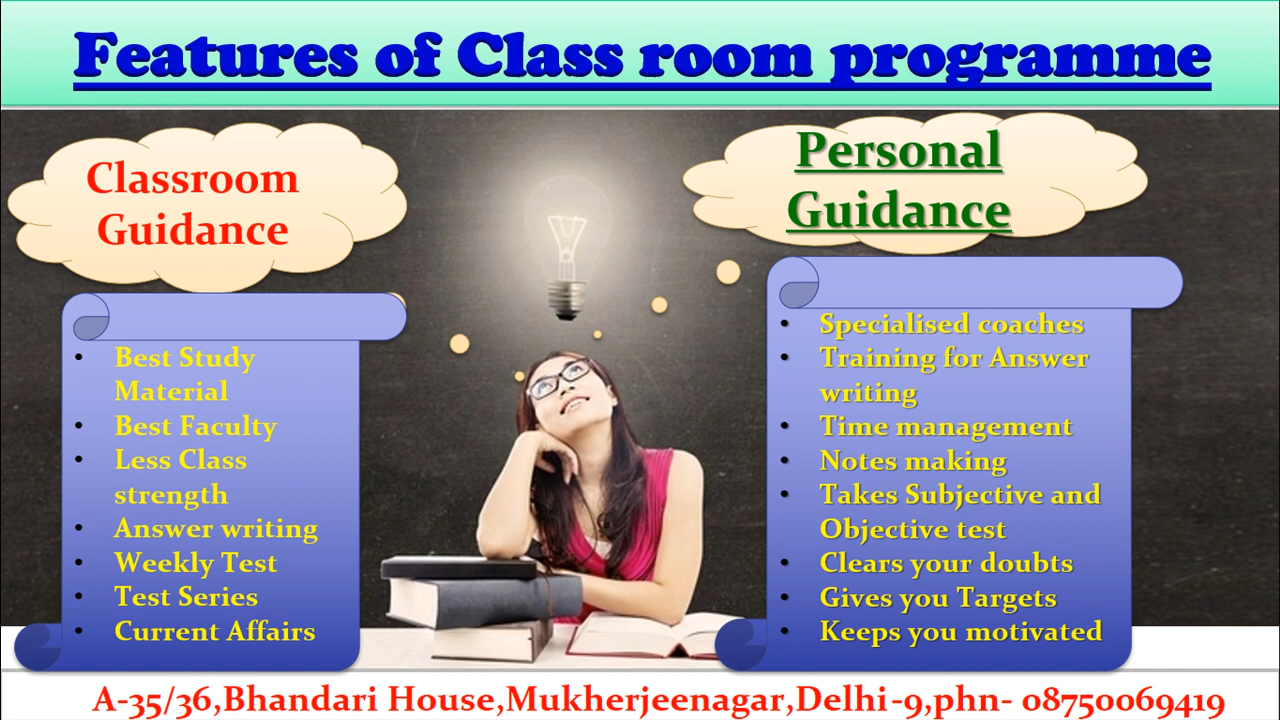 Features of Class room programme
Classroom
Guidance
• Best Study
Material
• Best Faculty
• Less Class
strength
• Answer writing
• Weekly Test
• Test Series
• Current Affairs
Personal
Guidance
• Specialised coaches
• Training for Answer
writing
• Time management
• Notes making
• Takes Subjective and
Objective test
• Clears your doubts
• Gives you Targets
• Keeps you motivated
A-35/36,Bhandari House,Mukherjeenagar,Delhi-9,phn- 08750069419